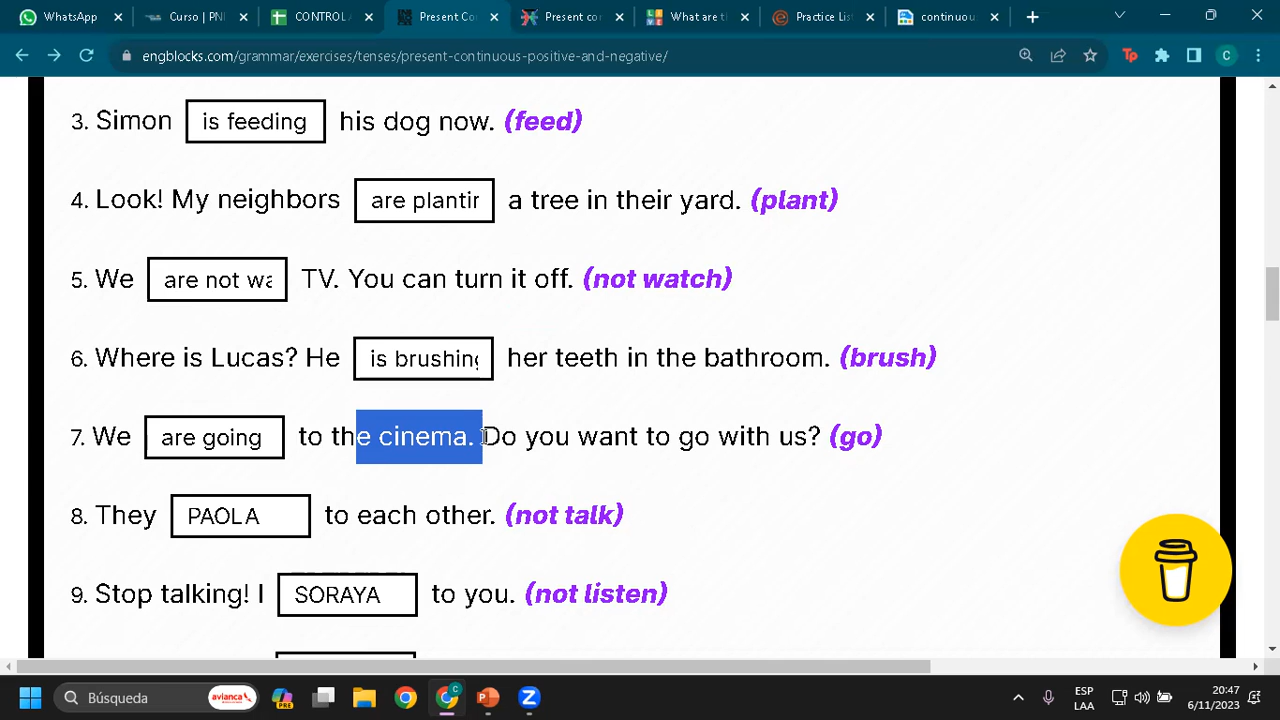 WhatsApp
Curso | PNI
CONTROL
Present Co
Present co
What are t
Practice Lis
continuou
engblocks.com/grammar/exercises/tenses/present-continuous-positive-and-negative/
3. Simon is feeding his dog now. (feed)
4. Look! My neighbors are plantin a tree in their yard. (plant)
5. We are not wa TV. You can turn it off. (not watch)
6. Where is Lucas? He is brushing her teeth in the bathroom. (brush)
7. We are going to the cinema. Do you want to go with us? (go)
8. They PAOLA to each other. (not talk)
9. Stop talking! I SORAYA to you. (not listen)
Búsqueda
avianca
PRE
ESP
LAA
20:47
6/11/2023